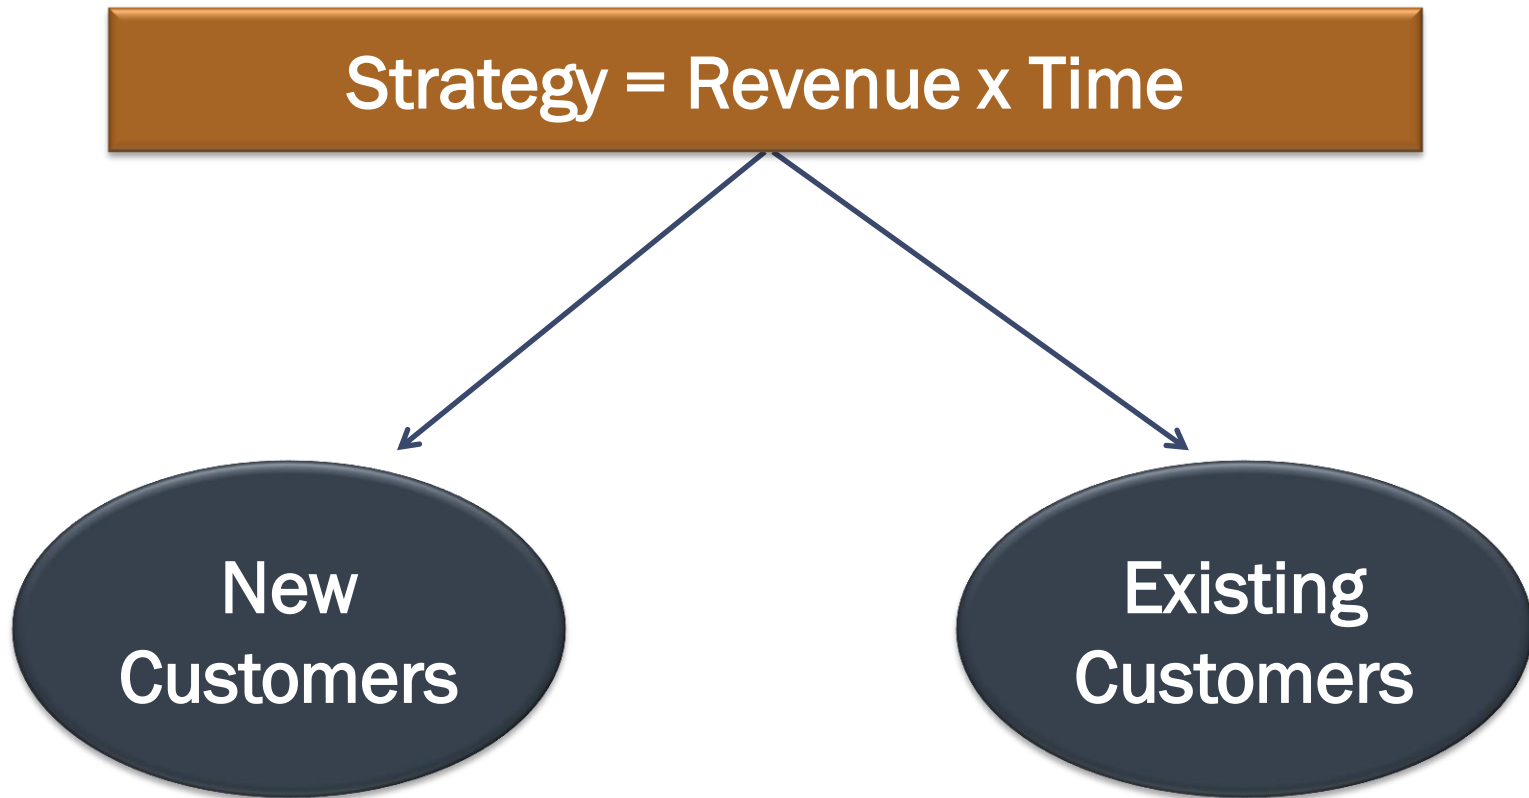 Strategy = Revenue x Time
New
Customers
Existing
Customers